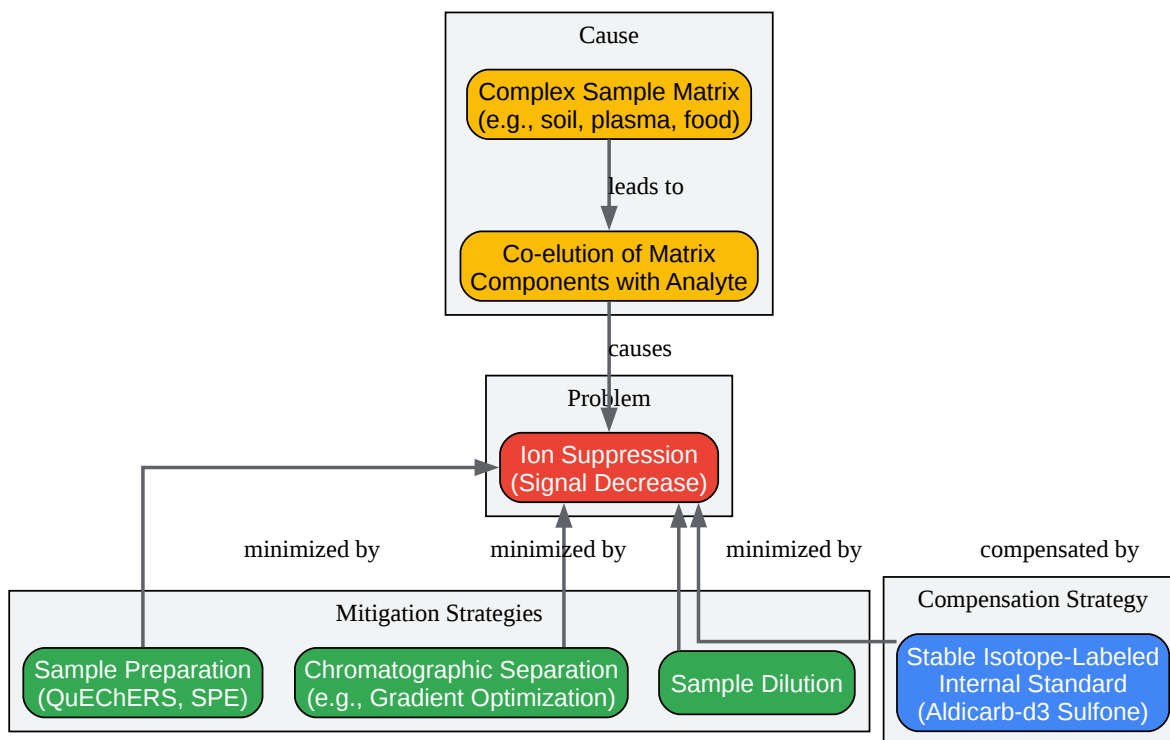 Cause
Complex Sample Matrix
(e.g., soil, plasma, food)
leads to
Co-elution of Matrix
Components with Analyte
causes
Problem
Ion Suppression
(Signal Decrease)
minimized by
minimized by
minimized by
compensated by
Mitigation Strategies
Sample Preparation
(QuEChERS, SPE)
Chromatographic Separation
(e.g., Gradient Optimization)
Sample Dilution
Compensation Strategy
Stable Isotope-Labeled
Internal Standard
(Aldicarb-d3 Sulfone)